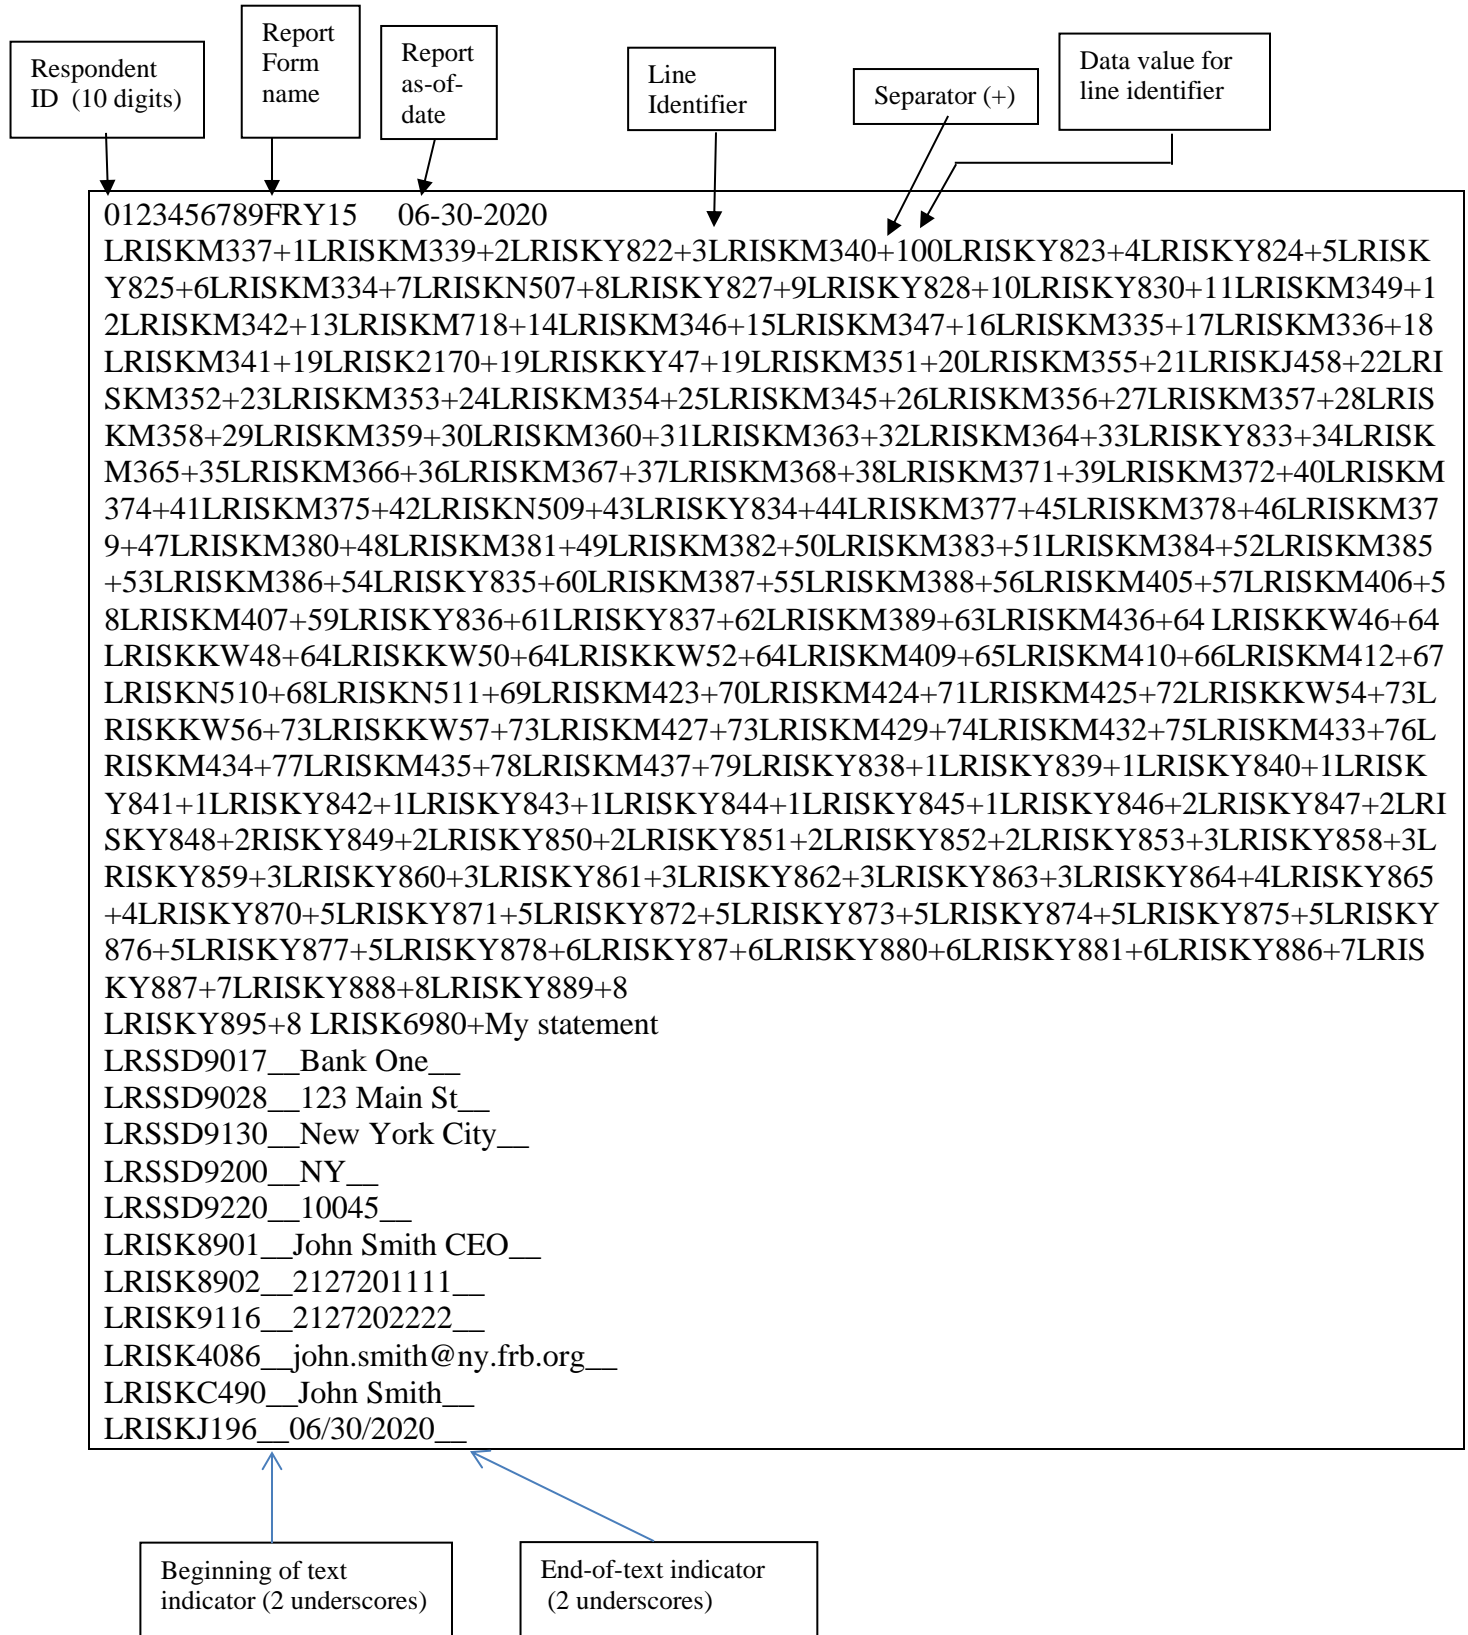 Respondent
ID  (10 digits)
Report
Form
name
Report
as-of-
date
Line
Identifier
Separator (+)
Data value for
line identifier
0123456789FRY15     06-30-2020
LRISKM337+1LRISKM339+2LRISKY822+3LRISKM340+100LRISKY823+4LRISKY824+5LRISK
Y825+6LRISKM334+7LRISKN507+8LRISKY827+9LRISKY828+10LRISKY830+11LRISKM349+1
2LRISKM342+13LRISKM718+14LRISKM346+15LRISKM347+16LRISKM335+17LRISKM336+18
LRISKM341+19LRISK2170+19LRISKKY47+19LRISKM351+20LRISKM355+21LRISKJ458+22LRI
SKM352+23LRISKM353+24LRISKM354+25LRISKM345+26LRISKM356+27LRISKM357+28LRIS
KM358+29LRISKM359+30LRISKM360+31LRISKM363+32LRISKM364+33LRISKY833+34LRISK
M365+35LRISKM366+36LRISKM367+37LRISKM368+38LRISKM371+39LRISKM372+40LRISKM
374+41LRISKM375+42LRISKN509+43LRISKY834+44LRISKM377+45LRISKM378+46LRISKM37
9+47LRISKM380+48LRISKM381+49LRISKM382+50LRISKM383+51LRISKM384+52LRISKM385
+53LRISKM386+54LRISKY835+60LRISKM387+55LRISKM388+56LRISKM405+57LRISKM406+5
8LRISKM407+59LRISKY836+61LRISKY837+62LRISKM389+63LRISKM436+64 LRISKKW46+64
LRISKKW48+64LRISKKW50+64LRISKKW52+64LRISKM409+65LRISKM410+66LRISKM412+67
LRISKN510+68LRISKN511+69LRISKM423+70LRISKM424+71LRISKM425+72LRISKKW54+73L
RISKKW56+73LRISKKW57+73LRISKM427+73LRISKM429+74LRISKM432+75LRISKM433+76L
RISKM434+77LRISKM435+78LRISKM437+79LRISKY838+1LRISKY839+1LRISKY840+1LRISK
Y841+1LRISKY842+1LRISKY843+1LRISKY844+1LRISKY845+1LRISKY846+2LRISKY847+2LRI
SKY848+2RISKY849+2LRISKY850+2LRISKY851+2LRISKY852+2LRISKY853+3LRISKY858+3L
RISKY859+3LRISKY860+3LRISKY861+3LRISKY862+3LRISKY863+3LRISKY864+4LRISKY865
+4LRISKY870+5LRISKY871+5LRISKY872+5LRISKY873+5LRISKY874+5LRISKY875+5LRISKY
876+5LRISKY877+5LRISKY878+6LRISKY87+6LRISKY880+6LRISKY881+6LRISKY886+7LRIS
KY887+7LRISKY888+8LRISKY889+8
LRISKY895+8 LRISK6980+My statement
LRSSD9017__Bank One__
LRSSD9028__123 Main St__
LRSSD9130__New York City__
LRSSD9200__NY__
LRSSD9220__10045__
LRISK8901__John Smith CEO__
LRISK8902__2127201111__
LRISK9116__2127202222__
LRISK4086__john.smith@ny.frb.org__
LRISKC490__John Smith__
LRISKJ196__06/30/2020__
Beginning of text
indicator (2 underscores)
End-of-text indicator
(2 underscores)